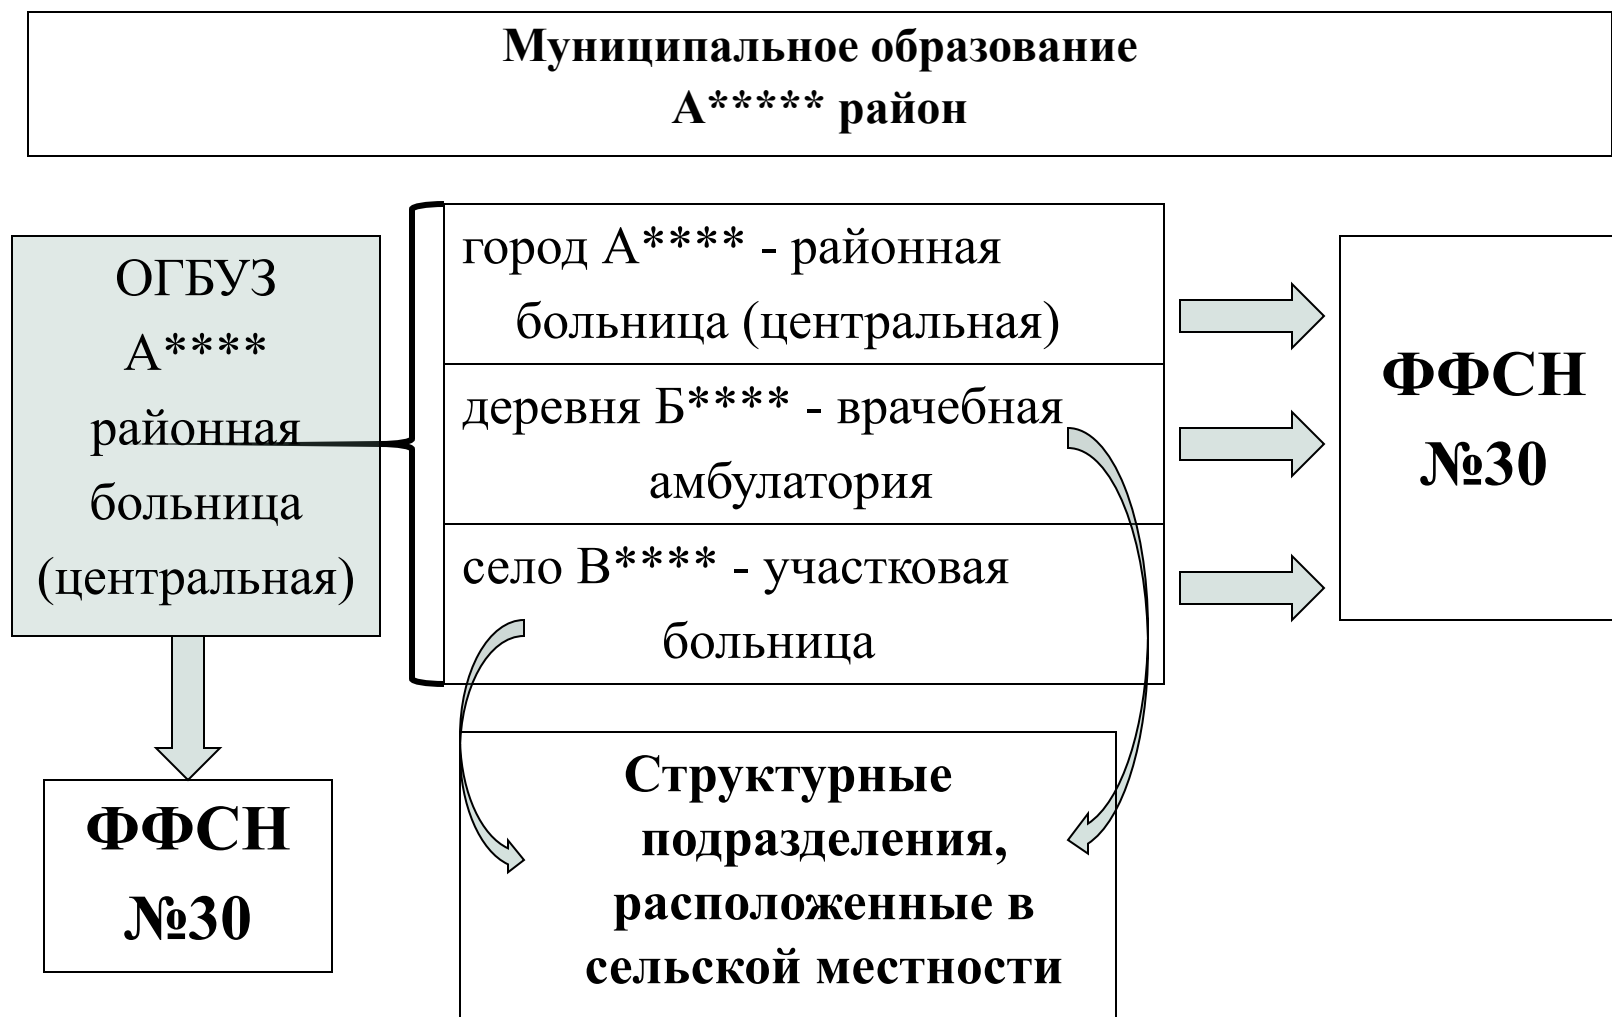 Муниципальное образование
А***** район
ОГБУЗ
А****
районная
больница
(центральная)
город А**** - районная
больница (центральная)
деревня Б**** - врачебная
амбулатория
село В**** - участковая
больница
ФФСН
№30
ФФСН
№30
Структурные
подразделения,
расположенные в
сельской местности